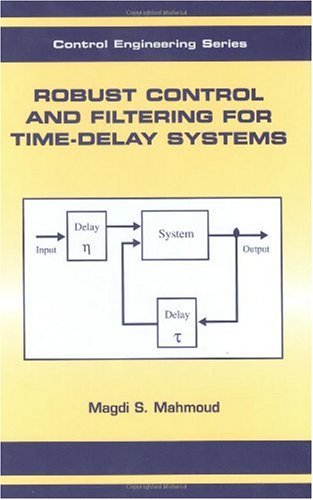 Control Engineering Series
ROBUST CONTROL
AND FILTERING FOR
TIME-DELAY SYSTEMS
Delay
η
System
Input
Output
Delay
τ
Magdi S. Mahmoud